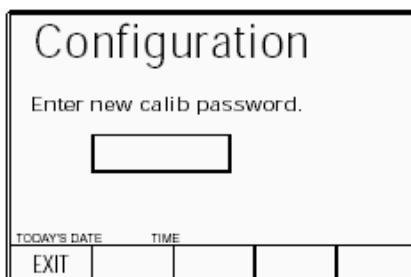 Configuration
Enter new calib password.
TODAY'S DATE TIME
EXIT